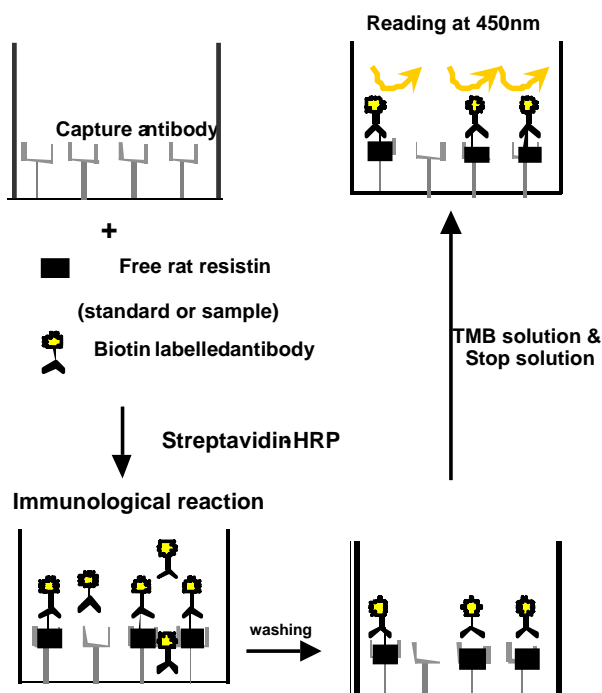 Reading at 450nm
Capture antibody
+
Free rat resistin
(standard or sample)
Biotin labelledantibody
TMB solution &
Stop solution
Streptavidin-HRP
Immunological reaction
washing